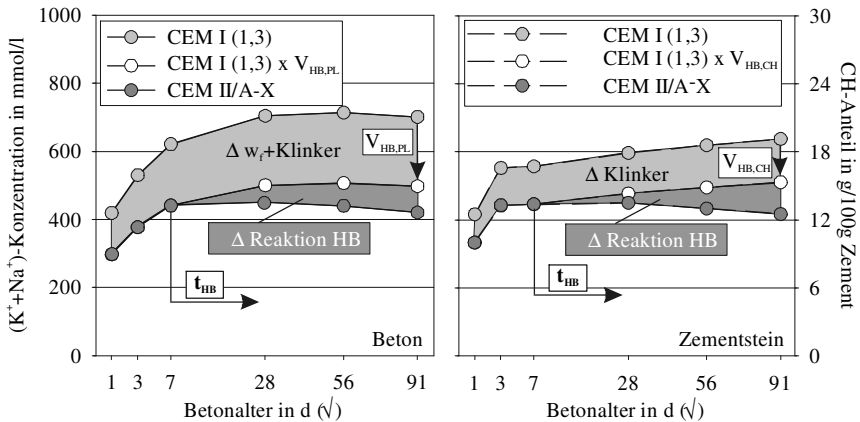 (K⁺+Na⁺)-Konzentration in mmol/l
1000
800
600
400
200
0
CEM I (1,3)
CEM I (1,3) x V_HB,PL
CEM II/A-X
Δ w_f+Klinker
V_HB,PL
Δ Reaktion HB
t_HB
Beton
1 3 7 28 56 91
Betonalter in d (√)
CEM I (1,3)
CEM I (1,3) x V_HB,CH
CEM II/A-X
Δ Klinker
V_HB,CH
Δ Reaktion HB
t_HB
Zementstein
1 3 7 28 56 91
Betonalter in d (√)
30
24
18
12
6
0
CH-Anteil in g/100g Zement